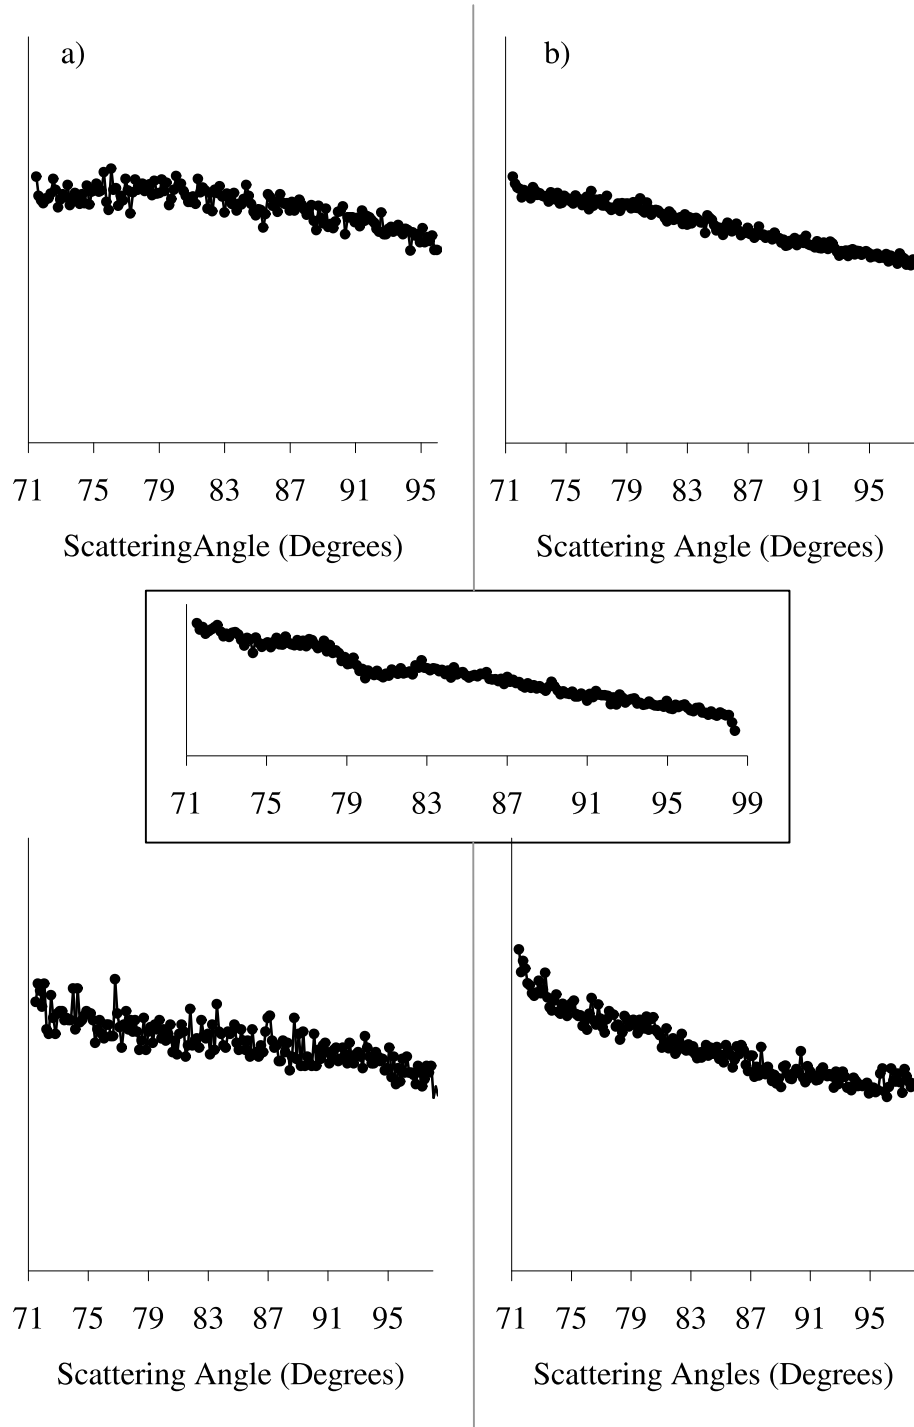 a)
b)
71 75 79 83 87 91 95
71 75 79 83 87 91 95
ScatteringAngle (Degrees)
Scattering Angle (Degrees)
71 75 79 83 87 91 95 99
71 75 79 83 87 91 95
71 75 79 83 87 91 95
Scattering Angle (Degrees)
Scattering Angles (Degrees)